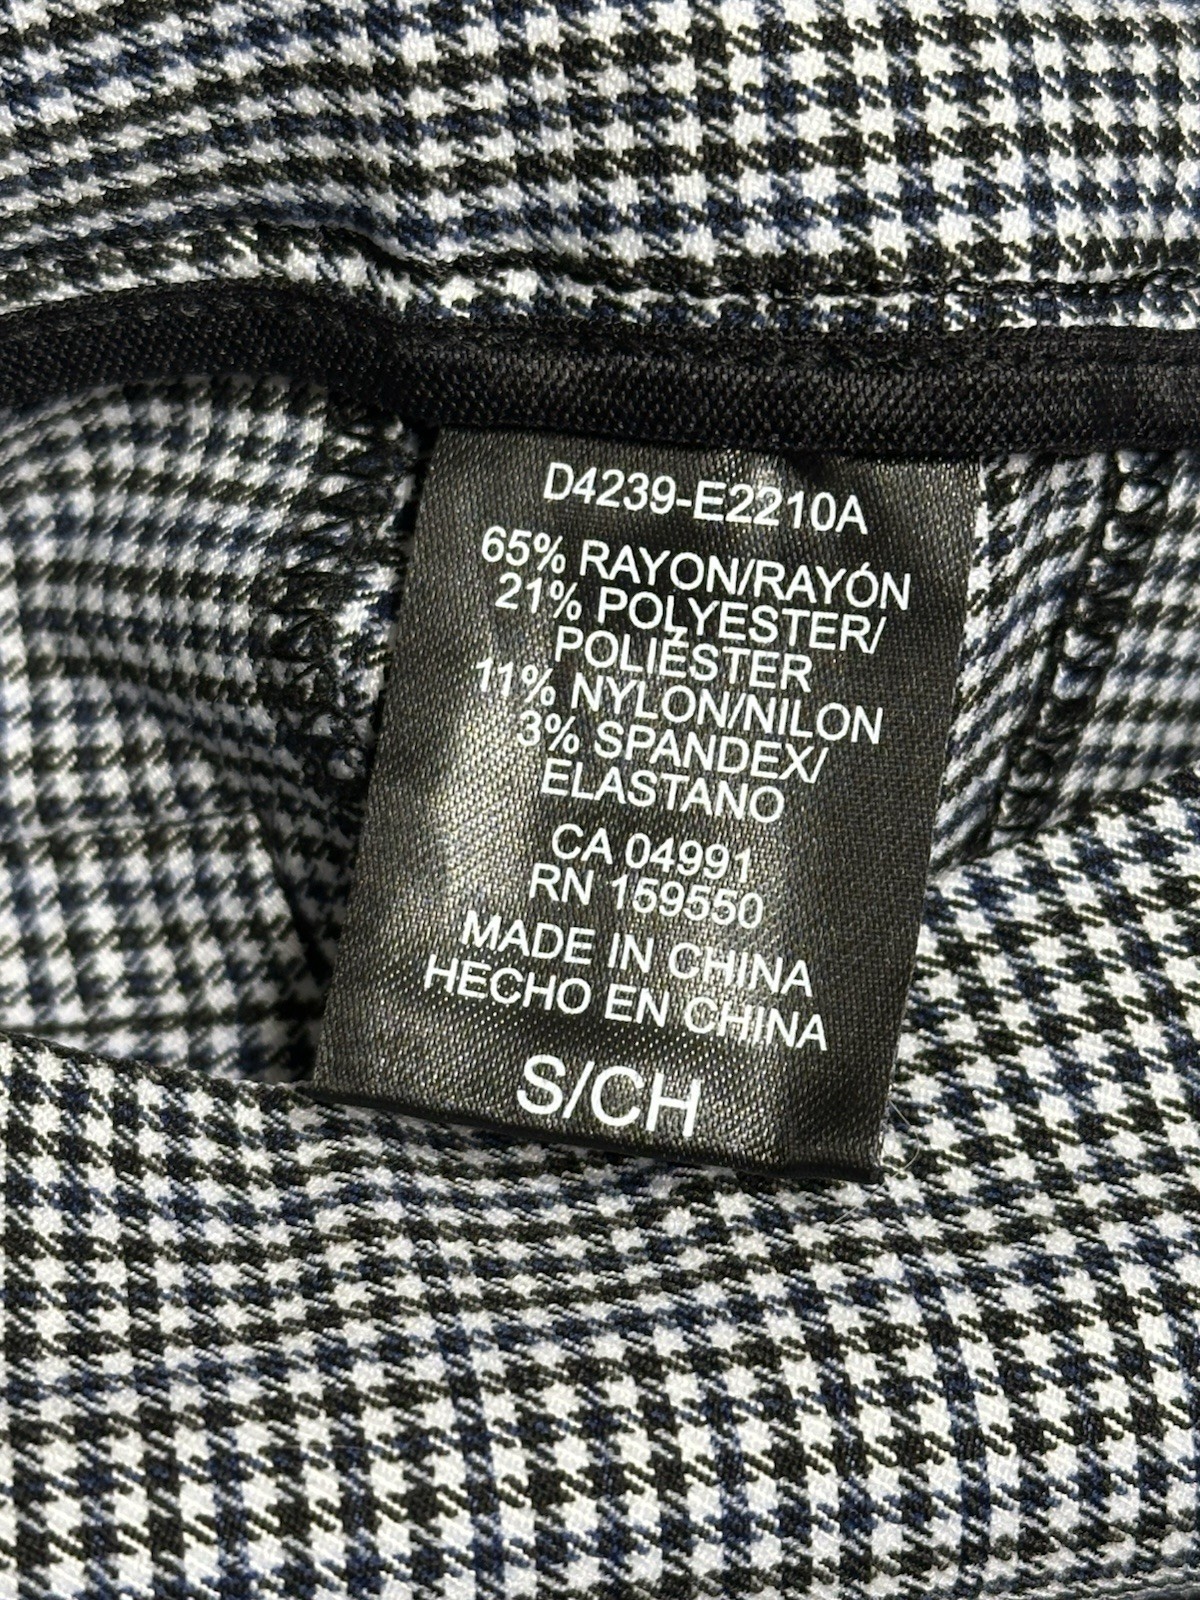 D4239-E2210A
65% RAYON/RAYÓN
21% POLYESTER/
POLIÉSTER
11% NYLON/NILON
3% SPANDEX/
ELASTANO
CA 04991
RN 159550
MADE IN CHINA
HECHO EN CHINA
S/CH